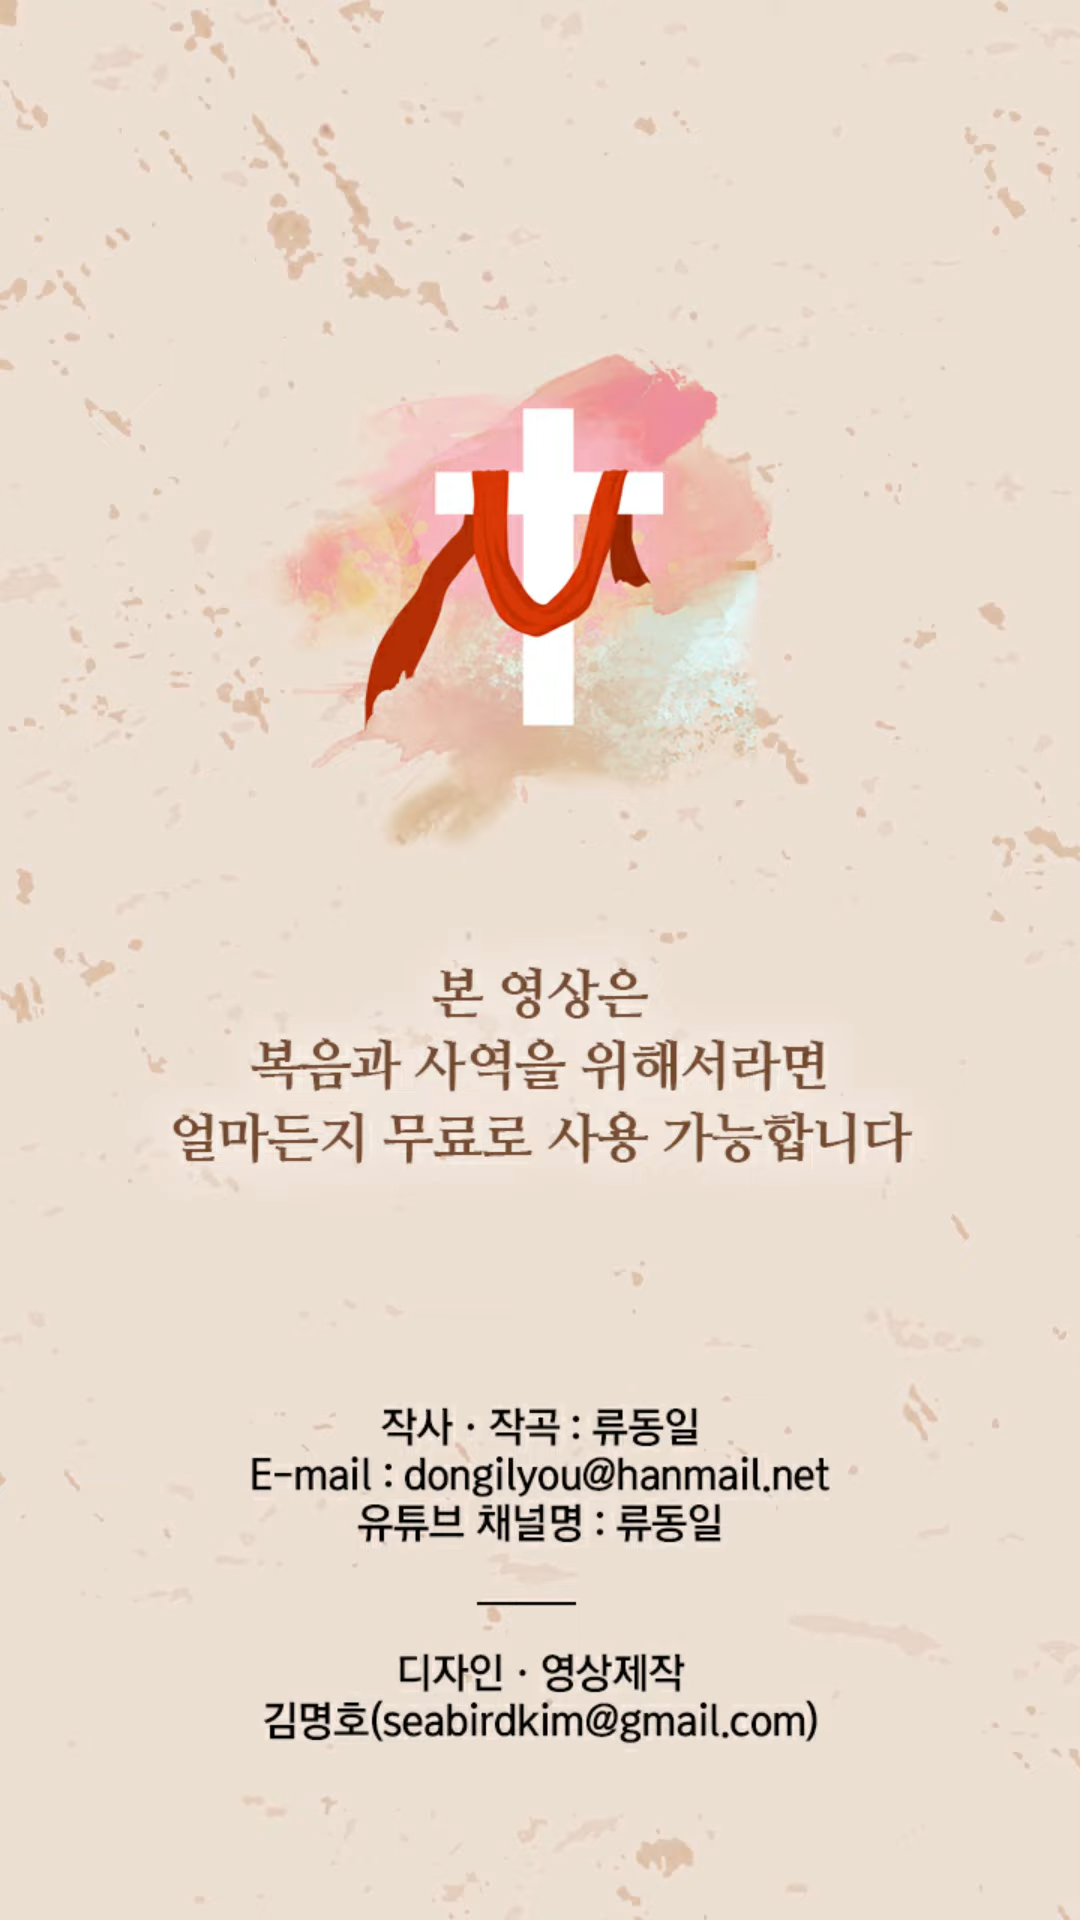 본 영상은
복음과 사역을 위해서라면
얼마든지 무료로 사용 가능합니다
작사 · 작곡 : 류동일
E-mail : dongilyou@hanmail.net
유튜브 채널명 : 류동일
디자인 · 영상제작
김명호(seabirdkim@gmail.com)